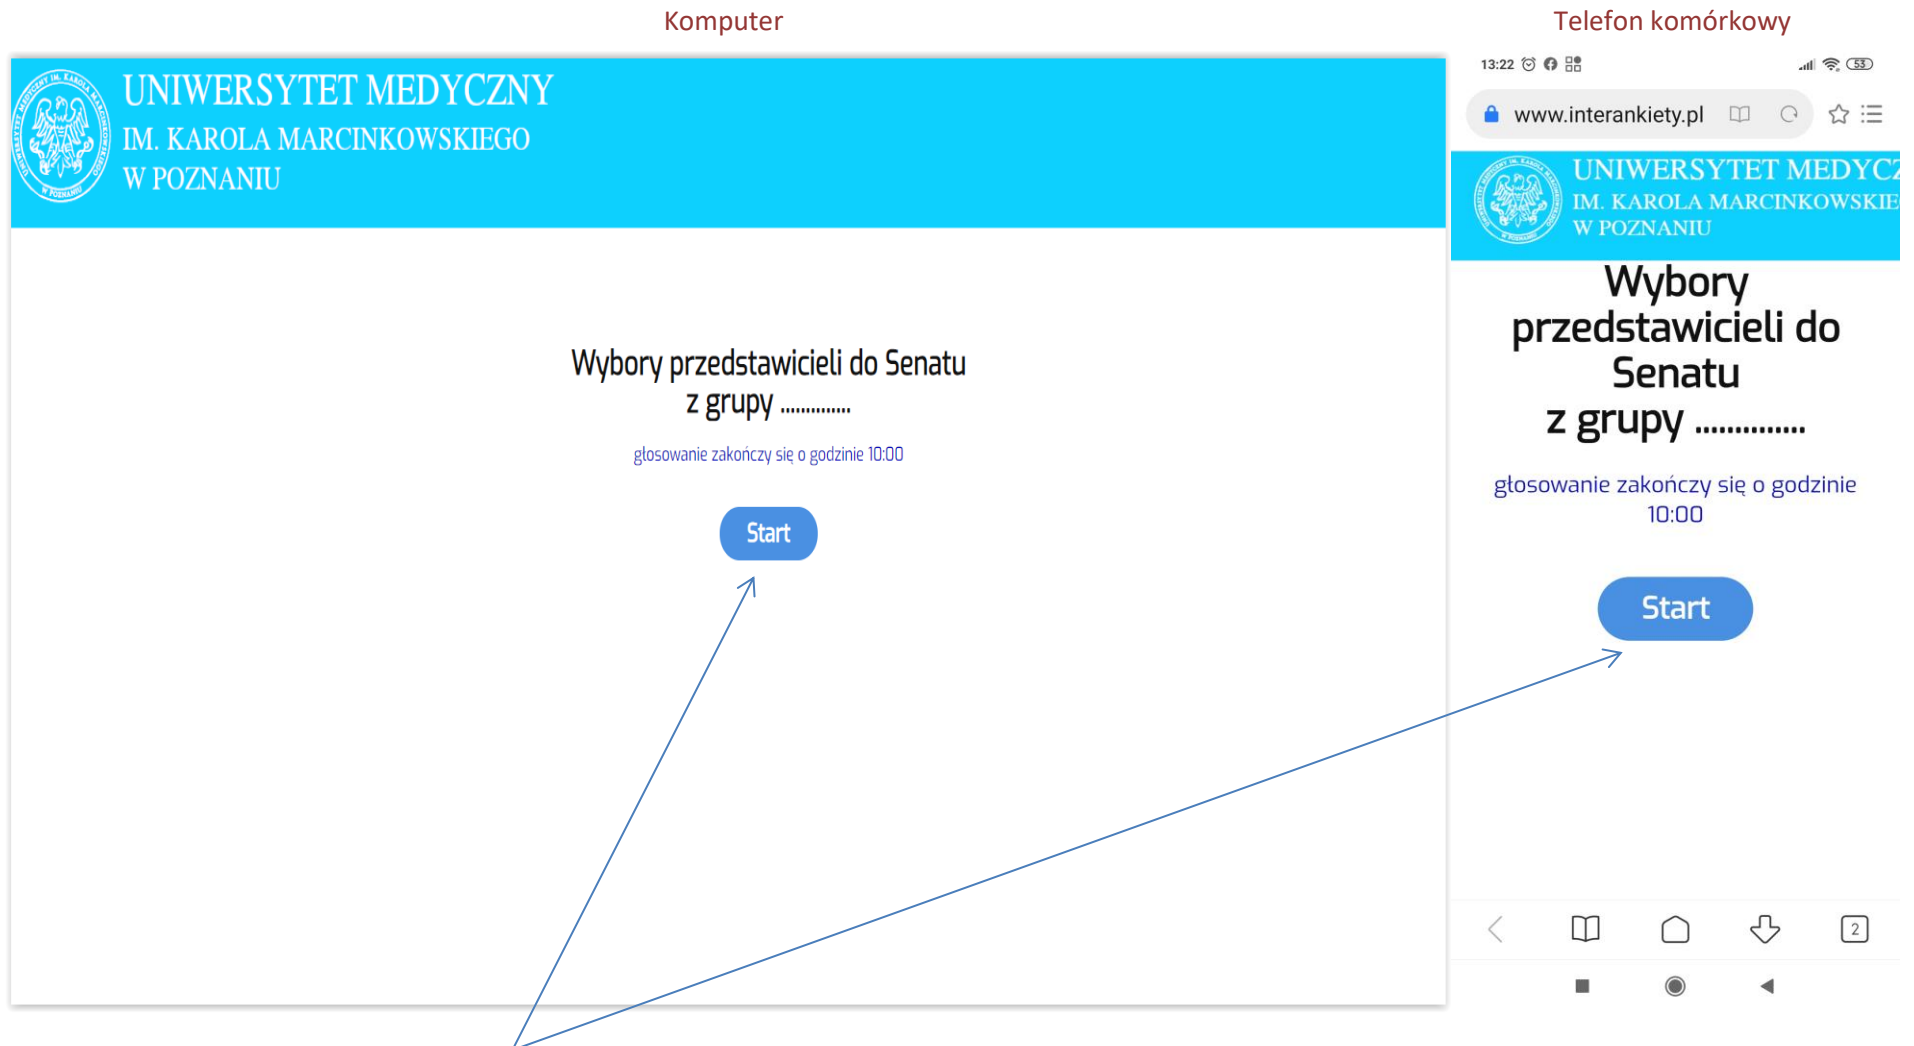 Komputer
UNIWERSYTET MEDYCZNY
IM. KAROLA MARCINKOWSKIEGO
W POZNANIU
Wybory przedstawicieli do Senatu
z grupy ..............
głosowanie zakończy się o godzinie 10:00
Start
Telefon komórkowy
13:22
53
www.interankiety.pl
UNIWERSYTET MEDYCZ
IM. KAROLA MARCINKOWSKIE
W POZNANIU
Wybory
przedstawicieli do
Senatu
z grupy ..............
głosowanie zakończy się o godzinie
10:00
Start
2